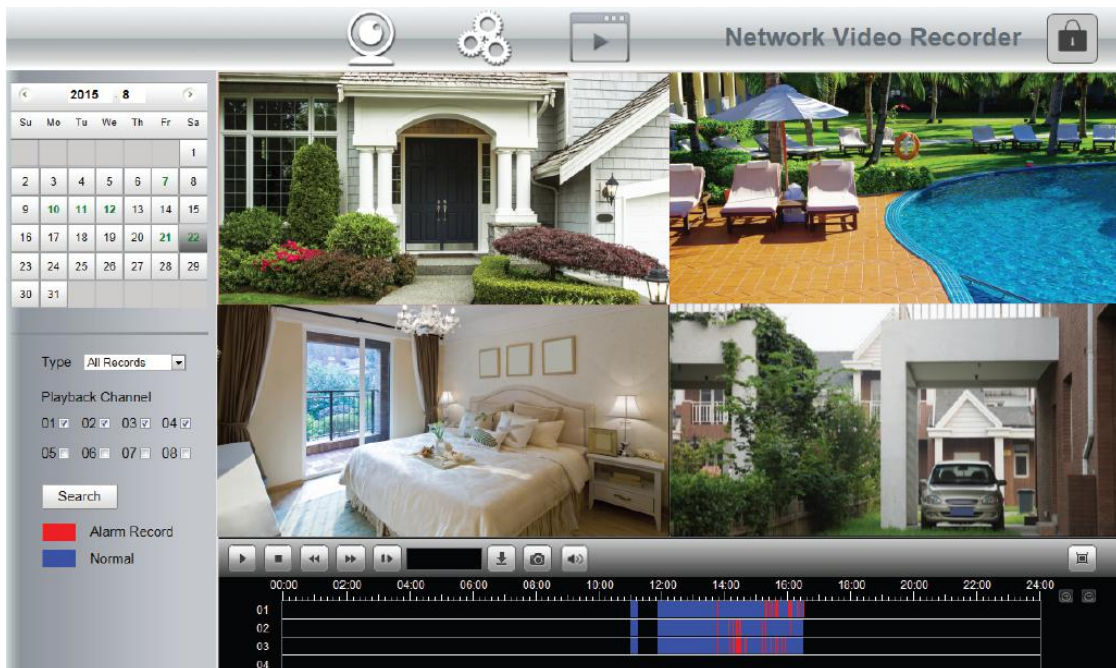 Network Video Recorder
2015 . 8
Su Mo Tu We Th Fr Sa
1
2 3 4 5 6 7 8
9 10 11 12 13 14 15
16 17 18 19 20 21 22
23 24 25 26 27 28 29
30 31
Type All Records
Playback Channel
01 02 03 04
05 06 07 08
Search
Alarm Record
Normal
00:00 02:00 04:00 06:00 08:00 10:00 12:00 14:00 16:00 18:00 20:00 22:00 24:00
01
02
03
04